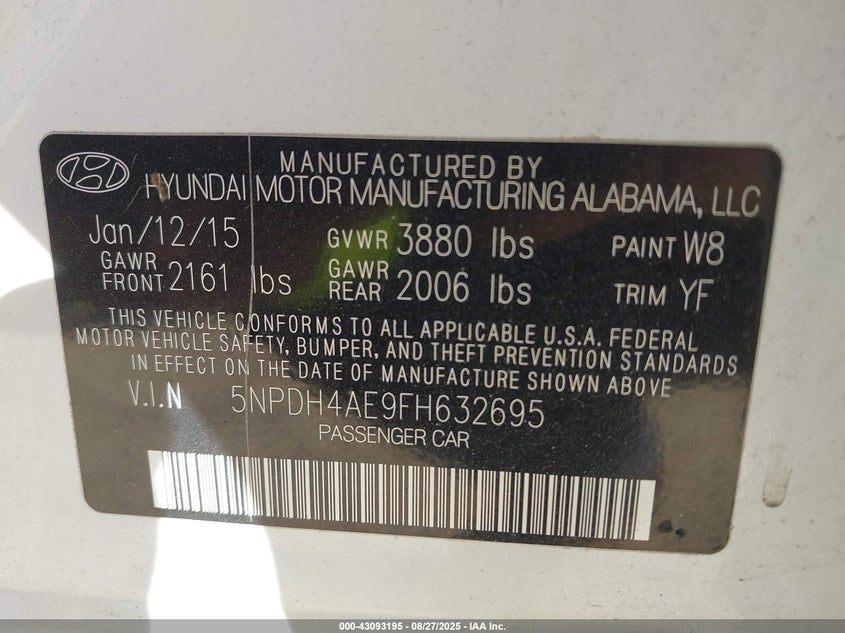 MANUFACTURED BY
HYUNDAI MOTOR MANUFACTURING ALABAMA, LLC
Jan/12/15 GVWR 3880 lbs PAINT W8
GAWR FRONT 2161 lbs GAWR REAR 2006 lbs TRIM YF
THIS VEHICLE CONFORMS TO ALL APPLICABLE U.S.A. FEDERAL
MOTOR VEHICLE SAFETY, BUMPER, AND THEFT PREVENTION STANDARDS
IN EFFECT ON THE DATE OF MANUFACTURE SHOWN ABOVE
V.I.N 5NPDH4AE9FH632695
PASSENGER CAR
000-43093195 - 08/27/2025 - IAA Inc.